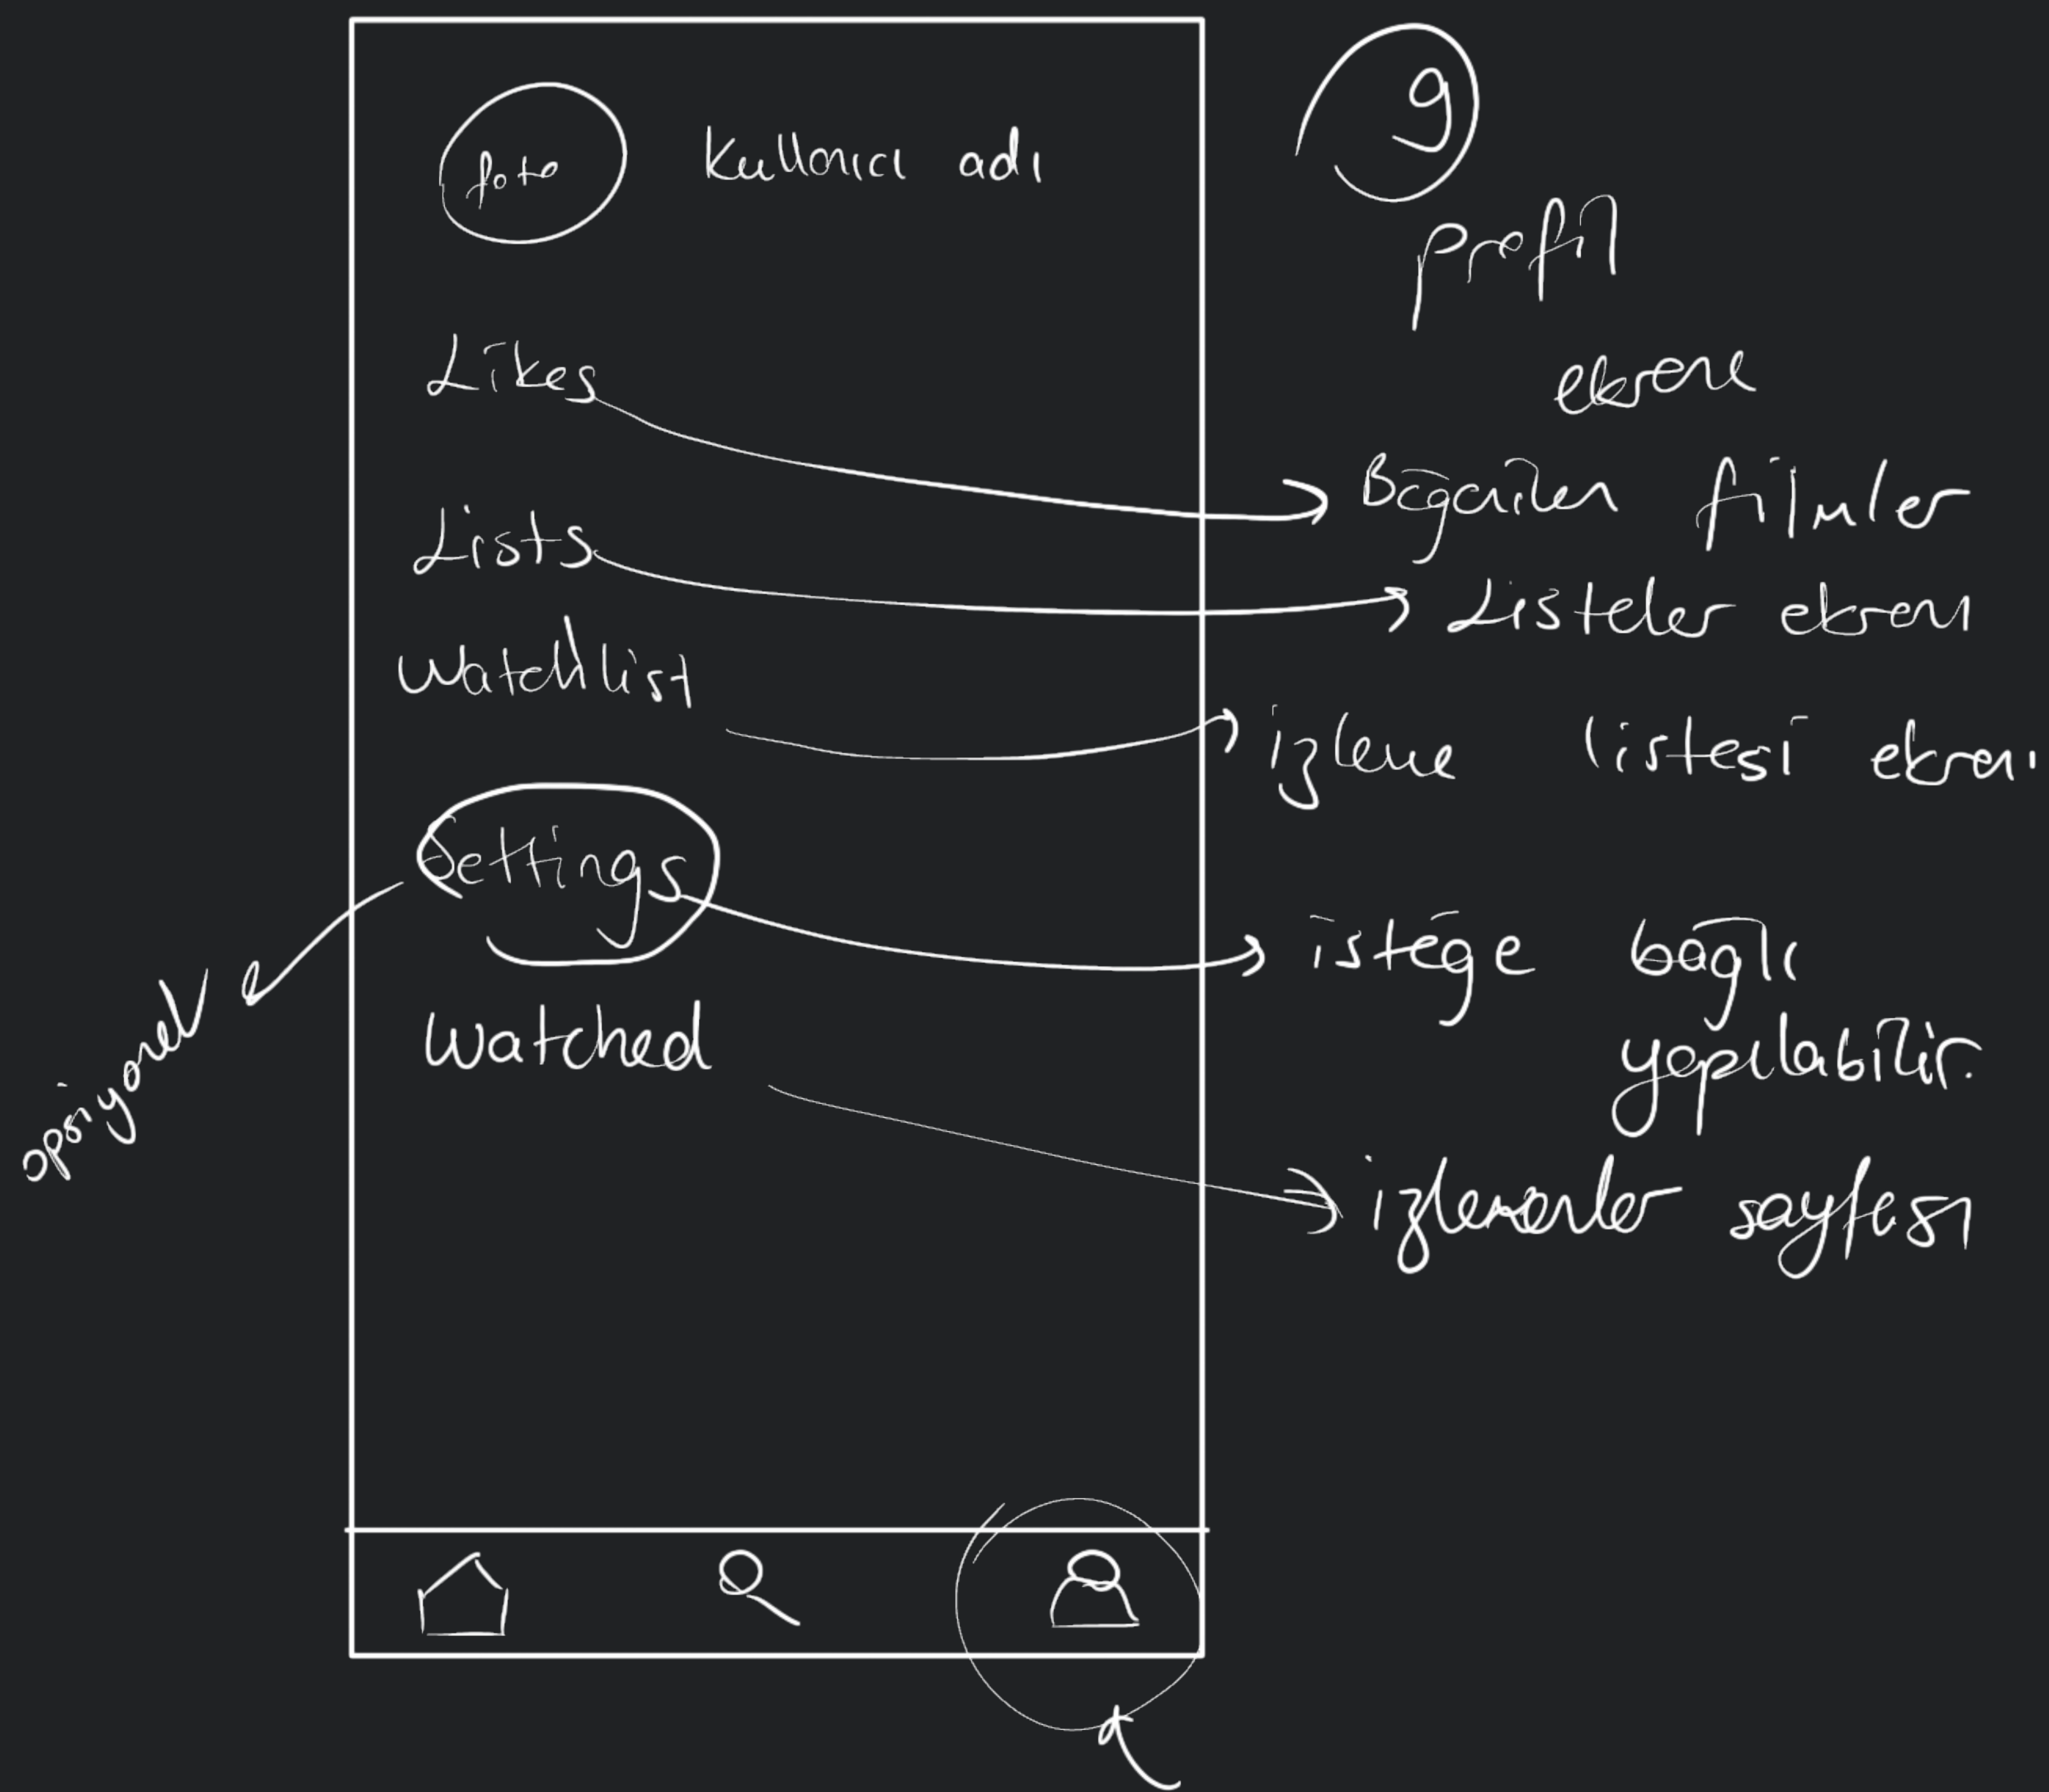 9
foto Kullanıcı adı
profil
ekranı
Likes
Beğenilen filmler
Lists
Listeler ekranı
Watchlist
izleme listesi ekranı
Settings
isteğe bağlı
yapılabilir.
opsiyonel
Watched
izlenenler sayfası